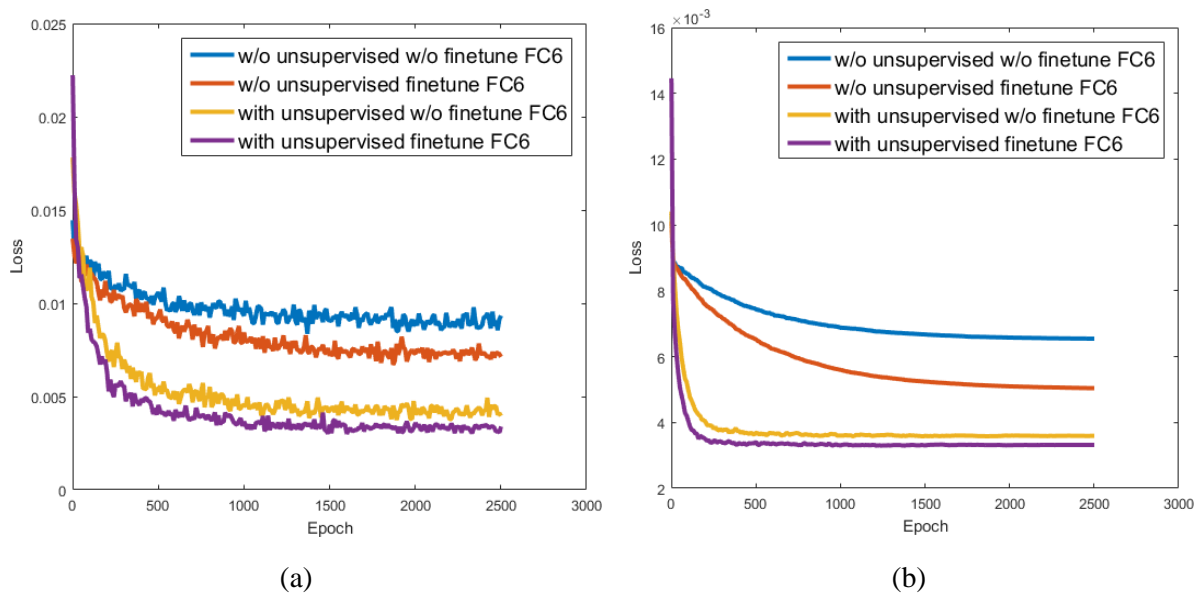 0.025
0.02
0.015
0.01
0.005
0
Loss
w/o unsupervised w/o finetune FC6
w/o unsupervised finetune FC6
with unsupervised w/o finetune FC6
with unsupervised finetune FC6
0 500 1000 1500 2000 2500 3000
Epoch
(a)
×10⁻³
16
14
12
10
8
6
4
2
Loss
w/o unsupervised w/o finetune FC6
w/o unsupervised finetune FC6
with unsupervised w/o finetune FC6
with unsupervised finetune FC6
0 500 1000 1500 2000 2500 3000
Epoch
(b)